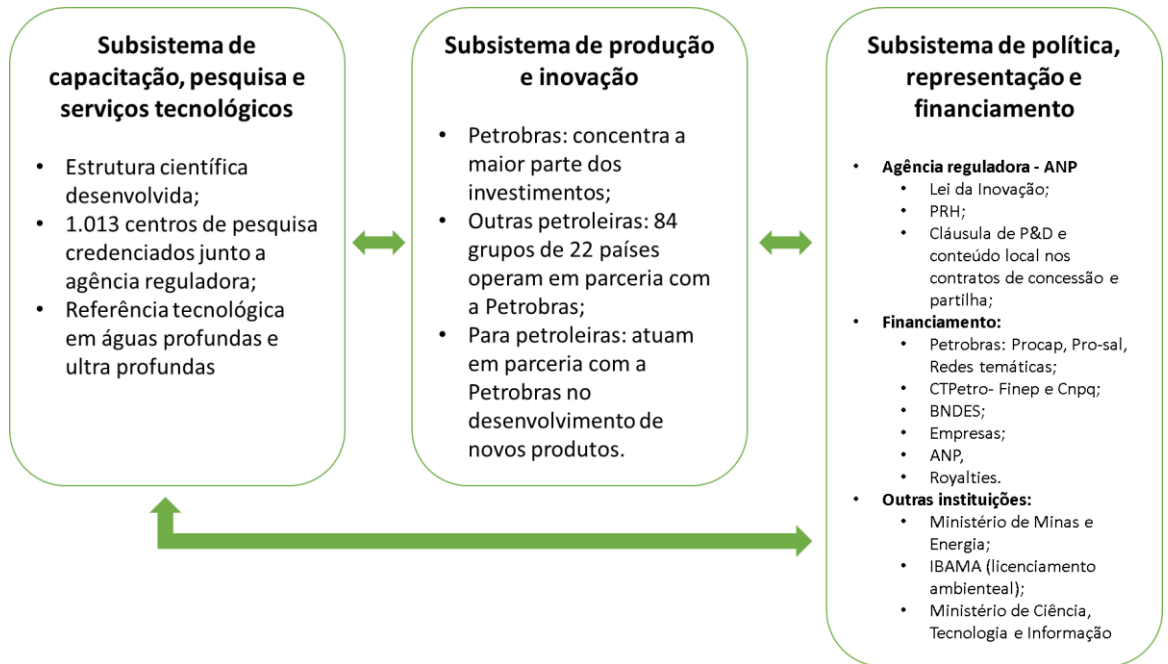 Subsistema de
capacitação, pesquisa e
serviços tecnológicos
• Estrutura científica
desenvolvida;
• 1.013 centros de pesquisa
credenciados junto a
agência reguladora;
• Referência tecnológica
em águas profundas e
ultra profundas
Subsistema de produção
e inovação
• Petrobras: concentra a
maior parte dos
investimentos;
• Outras petroleiras: 84
grupos de 22 países
operam em parceria com
a Petrobras;
• Para petroleiras: atuam
em parceria com a
Petrobras no
desenvolvimento de
novos produtos.
Subsistema de política,
representação e
financiamento
• Agência reguladora - ANP
• Lei da Inovação;
• PRH;
• Cláusula de P&D e
conteúdo local nos
contratos de concessão e
partilha;
• Financiamento:
• Petrobras: Procap, Pro-sal,
Redes temáticas;
• CTPetro- Finep e Cnpq;
• BNDES;
• Empresas;
• ANP,
• Royalties.
• Outras instituições:
• Ministério de Minas e
Energia;
• IBAMA (licenciamento
ambienteal);
• Ministério de Ciência,
Tecnologia e Informação